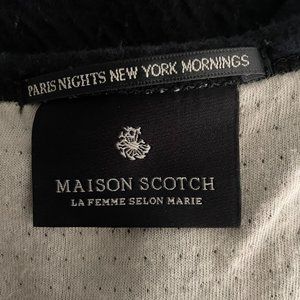 PARIS NIGHTS NEW YORK MORNINGS
MAISON SCOTCH
LA FEMME SELON MARIE